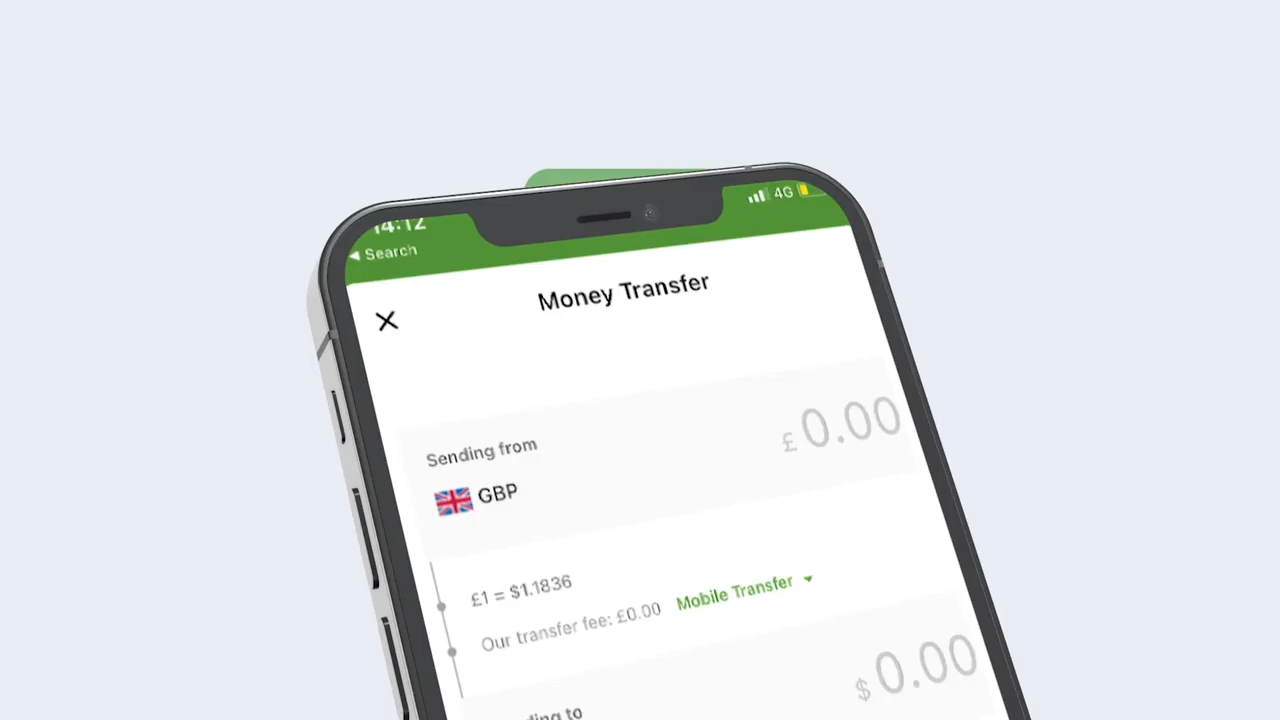 14:12
4G
◀ Search
Money Transfer
Sending from
£ 0.00
GBP
£1 = $1.1836
Our transfer fee: £0.00 Mobile Transfer
$ 0.00
to